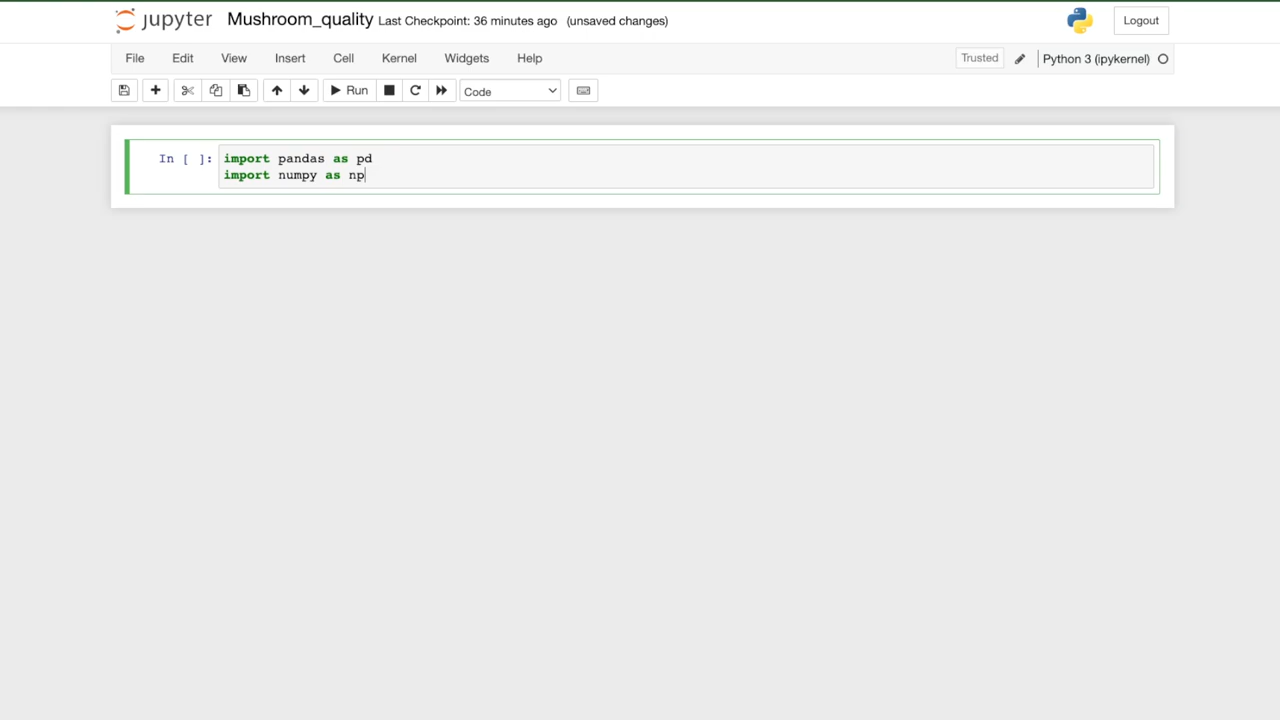 jupyter Mushroom_quality Last Checkpoint: 36 minutes ago (unsaved changes) Logout
File Edit View Insert Cell Kernel Widgets Help Trusted Python 3 (ipykernel)
Run Code
In [ ]: import pandas as pd
import numpy as np